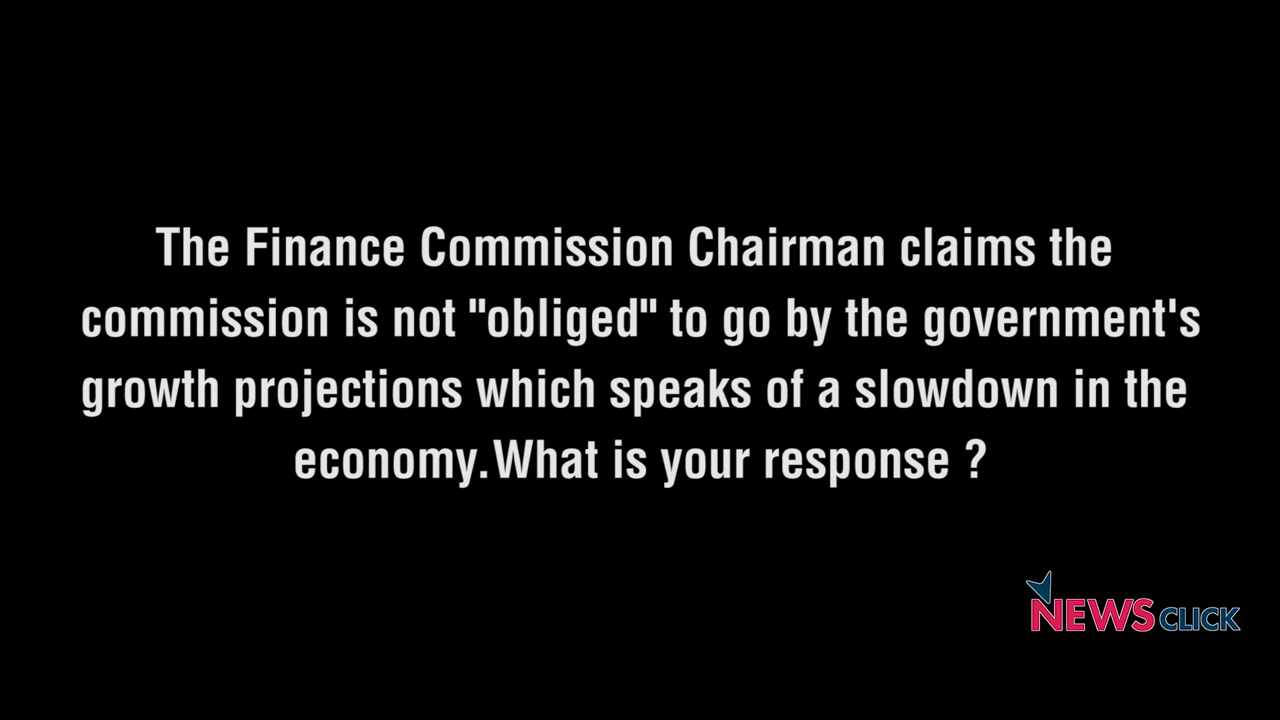 The Finance Commission Chairman claims the
commission is not "obliged" to go by the government's
growth projections which speaks of a slowdown in the
economy.What is your response ?
NEWSCLICK